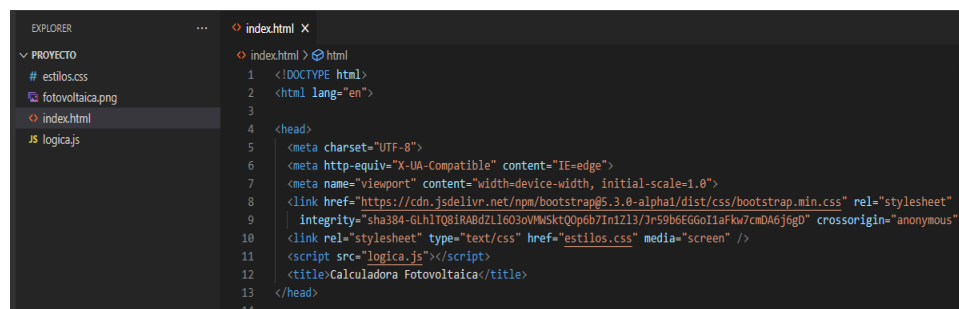 EXPLORER ...
PROYECTO
# estilos.css
fotovoltaica.png
<> index.html
JS logica.js
<> index.html X
<> index.html > html
1 <!DOCTYPE html>
2 <html lang="en">
3
4 <head>
5 <meta charset="UTF-8">
6 <meta http-equiv="X-UA-Compatible" content="IE=edge">
7 <meta name="viewport" content="width=device-width, initial-scale=1.0">
8 <link href="https://cdn.jsdelivr.net/npm/bootstrap@5.3.0-alpha1/dist/css/bootstrap.min.css" rel="stylesheet"
9 integrity="sha384-GLhlTQ8iRABdZLl6O3oVMWSktQOp6b7In1Zl3/Jr59b6EGGoI1aFkw7cmDA6j6gD" crossorigin="anonymous"
10 <link rel="stylesheet" type="text/css" href="estilos.css" media="screen" />
11 <script src="logica.js"></script>
12 <title>Calculadora Fotovoltaica</title>
13 </head>